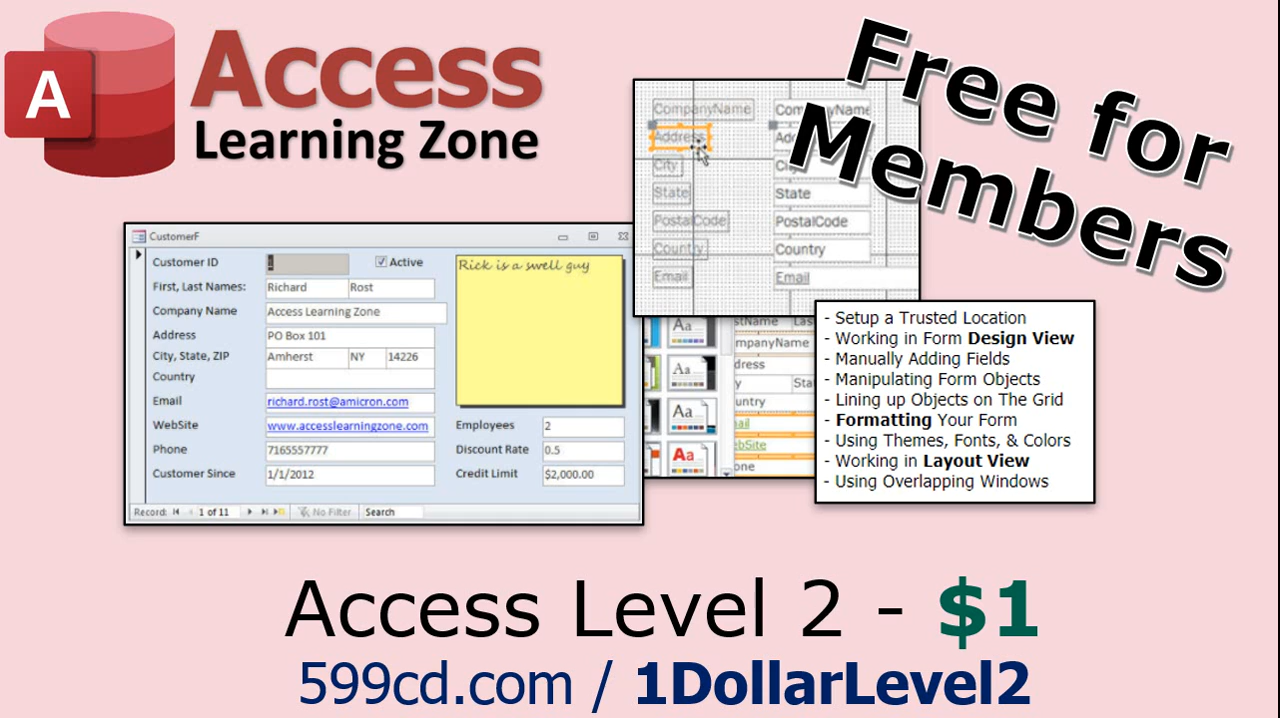 A
Access
Learning Zone
Free for
Members
CompanyName CompanyName
Address
City
State State
PostalCode PostalCode
Country Country
Email Email
CustomerF
Customer ID
Active
Rick is a swell guy
First, Last Names: Richard Rost
Company Name Access Learning Zone
Address PO Box 101
City, State, ZIP Amherst NY 14226
Country
Email richard.rost@amicron.com
WebSite www.accesslearningzone.com
Phone 7165557777
Customer Since 1/1/2012
Employees 2
Discount Rate 0.5
Credit Limit $2,000.00
Record: 1 of 11 No Filter Search
Aa
Aa
Aa
Aa
- Setup a Trusted Location
- Working in Form Design View
- Manually Adding Fields
- Manipulating Form Objects
- Lining up Objects on The Grid
- Formatting Your Form
- Using Themes, Fonts, & Colors
- Working in Layout View
- Using Overlapping Windows
Access Level 2 - $1
599cd.com / 1DollarLevel2